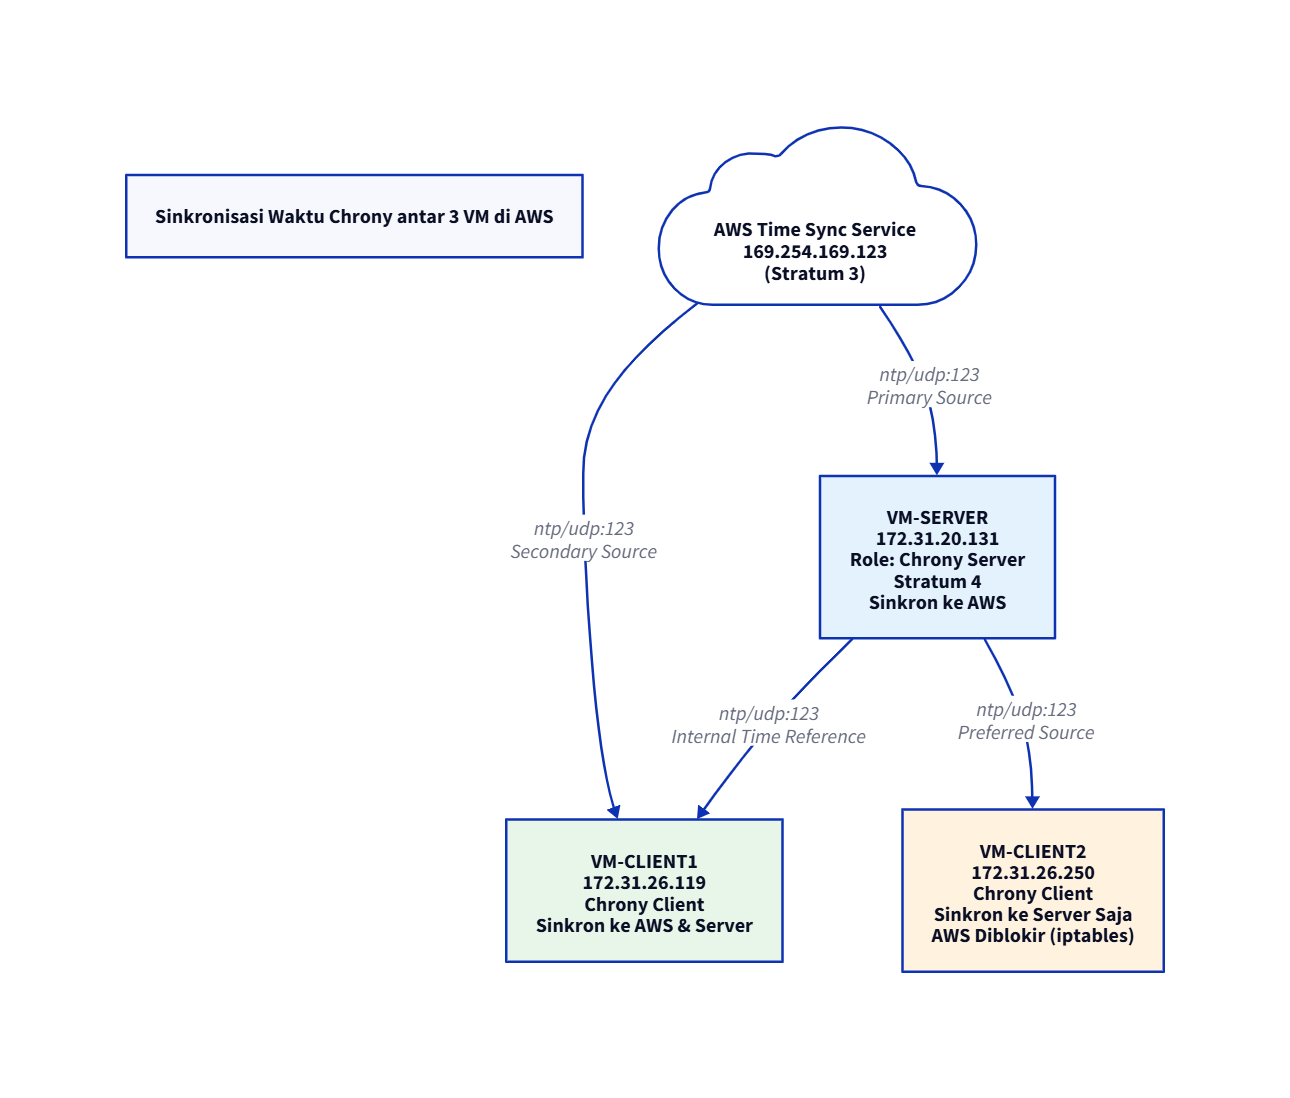 Sinkronisasi Waktu Chrony antar 3 VM di AWS
AWS Time Sync Service
169.254.169.123
(Stratum 3)
ntp/udp:123
Primary Source
ntp/udp:123
Secondary Source
VM-SERVER
172.31.20.131
Role: Chrony Server
Stratum 4
Sinkron ke AWS
ntp/udp:123
Internal Time Reference
ntp/udp:123
Preferred Source
VM-CLIENT1
172.31.26.119
Chrony Client
Sinkron ke AWS & Server
VM-CLIENT2
172.31.26.250
Chrony Client
Sinkron ke Server Saja
AWS Diblokir (iptables)